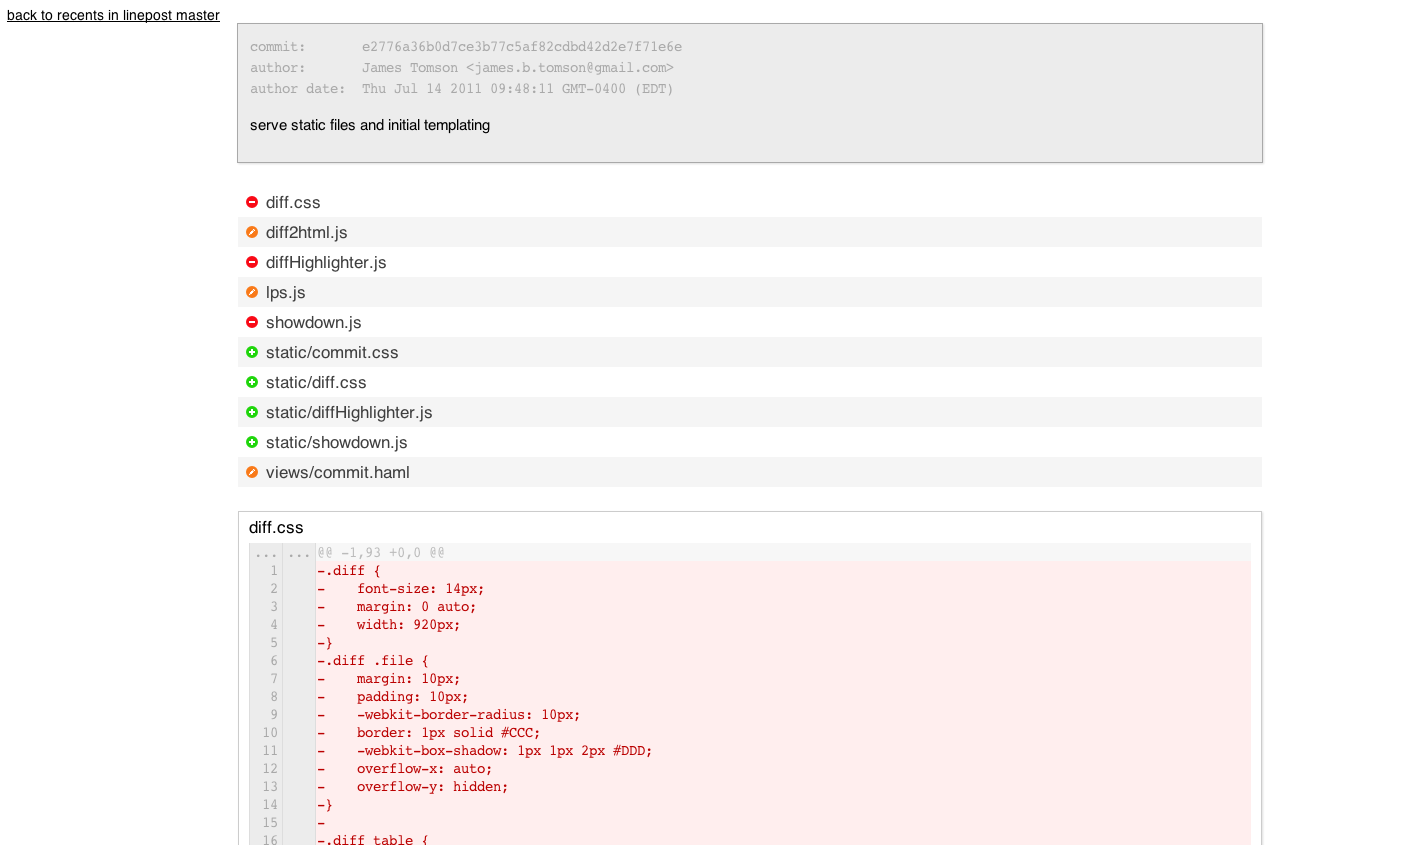 back to recents in linepost master
commit: e2776a36b0d7ce3b77c5af82cdbd42d2e7f71e6e
author: James Tomson <james.b.tomson@gmail.com>
author date: Thu Jul 14 2011 09:48:11 GMT-0400 (EDT)
serve static files and initial templating
diff.css
diff2html.js
diffHighlighter.js
lps.js
showdown.js
static/commit.css
static/diff.css
static/diffHighlighter.js
static/showdown.js
views/commit.haml
diff.css
... ... @@ -1,93 +0,0 @@
1 -.diff {
2 -    font-size: 14px;
3 -    margin: 0 auto;
4 -    width: 920px;
5 -}
6 -.diff .file {
7 -    margin: 10px;
8 -    padding: 10px;
9 -    -webkit-border-radius: 10px;
10 -    border: 1px solid #CCC;
11 -    -webkit-box-shadow: 1px 1px 2px #DDD;
12 -    overflow-x: auto;
13 -    overflow-y: hidden;
14 -}
15 -
16 -.diff table {